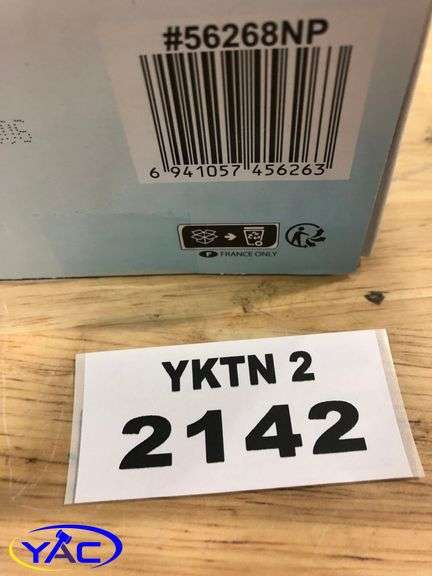 #56268NP
6 941057 456263
F FRANCE ONLY
YKTN 2
2142
YAC